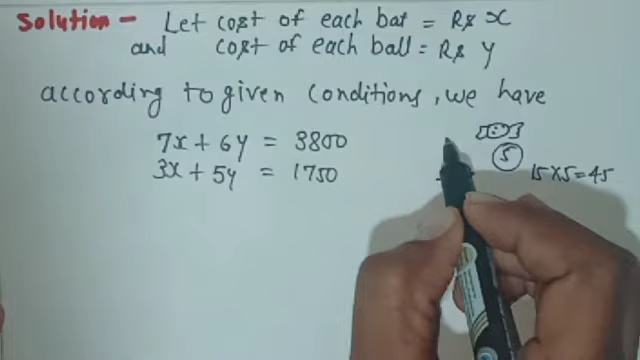 Solution - Let cost of each bat = Rs x
and cost of each ball = Rs y
according to given conditions, we have
7x + 6y = 3800
3x + 5y = 1750
5
15×5=45